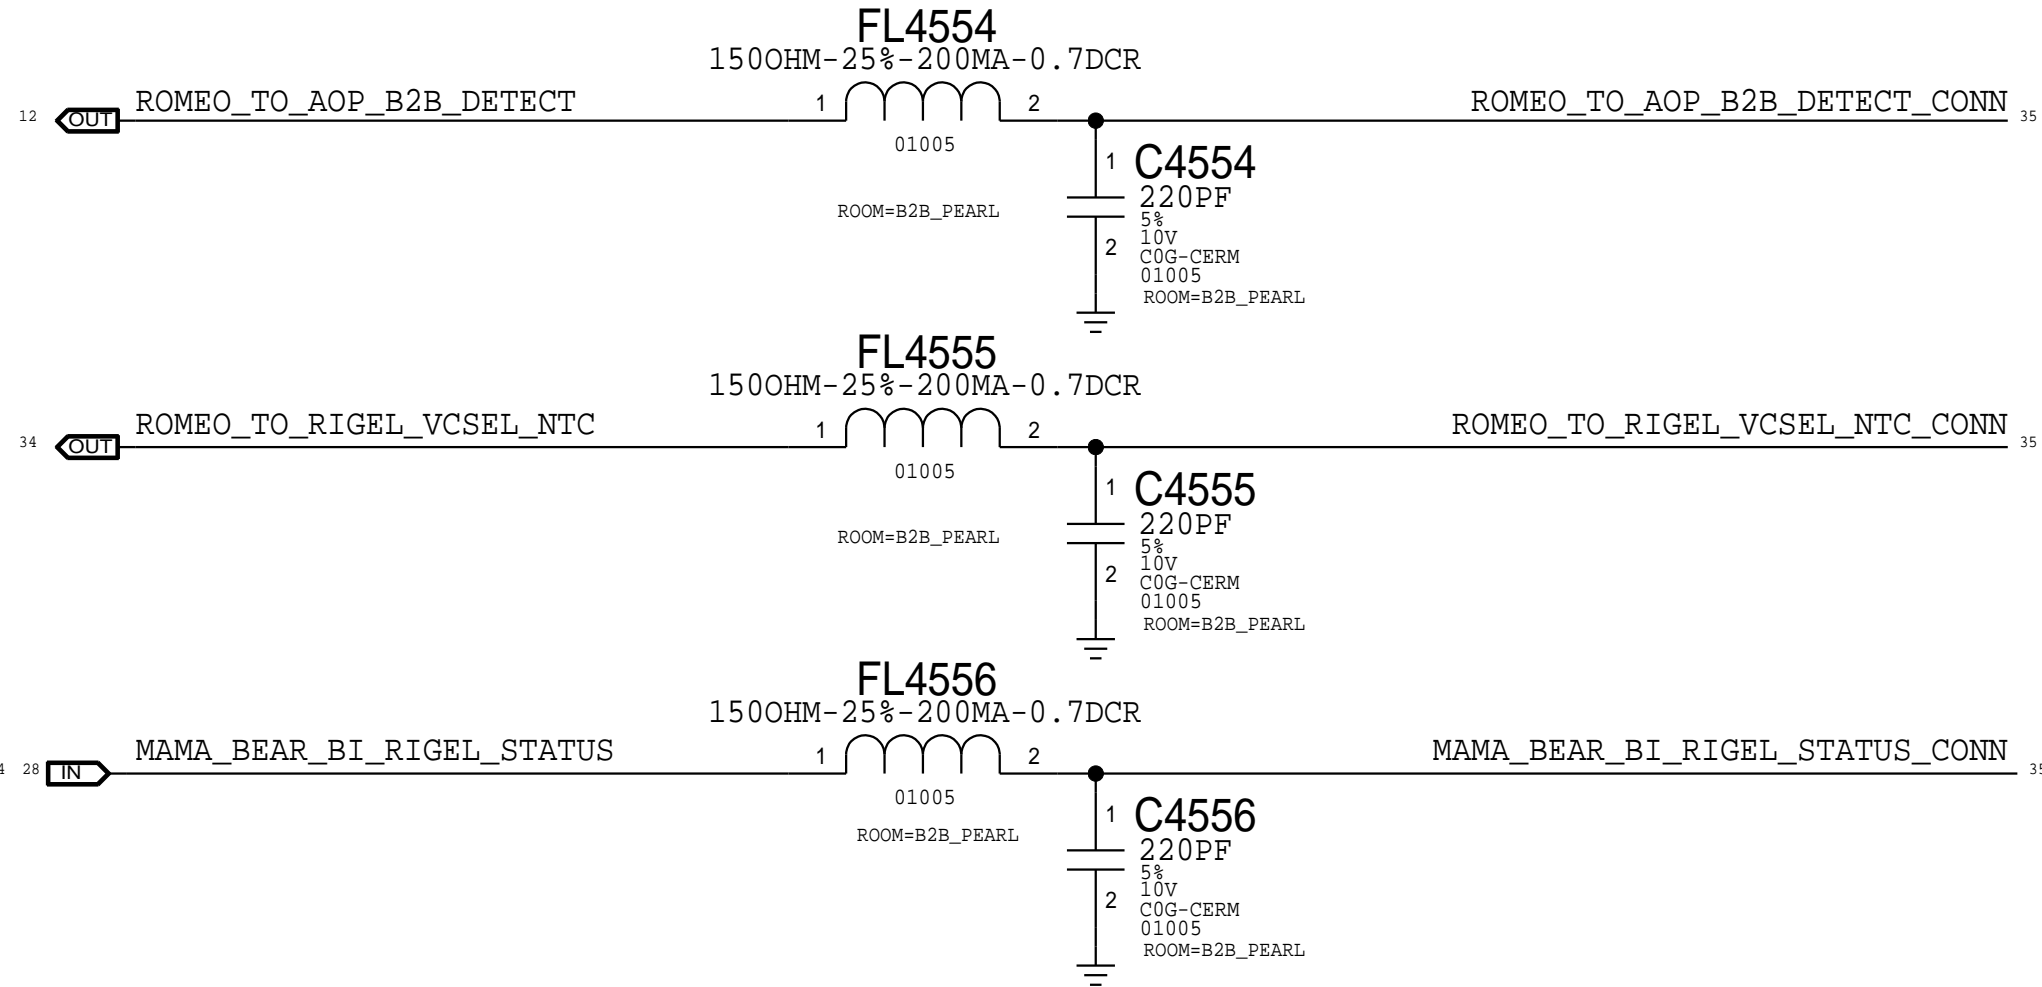 FL4554
150OHM-25%-200MA-0.7DCR
12 OUT ROMEO_TO_AOP_B2B_DETECT 1 2 ROMEO_TO_AOP_B2B_DETECT_CONN 35
01005
ROOM=B2B_PEARL
1 C4554
220PF
5%
10V
2
C0G-CERM
01005
ROOM=B2B_PEARL
FL4555
150OHM-25%-200MA-0.7DCR
34 OUT ROMEO_TO_RIGEL_VCSEL_NTC 1 2 ROMEO_TO_RIGEL_VCSEL_NTC_CONN 35
01005
ROOM=B2B_PEARL
1 C4555
220PF
5%
10V
2
C0G-CERM
01005
ROOM=B2B_PEARL
FL4556
150OHM-25%-200MA-0.7DCR
4 28 IN MAMA_BEAR_BI_RIGEL_STATUS 1 2 MAMA_BEAR_BI_RIGEL_STATUS_CONN 35
01005
ROOM=B2B_PEARL
1 C4556
220PF
5%
10V
2
C0G-CERM
01005
ROOM=B2B_PEARL